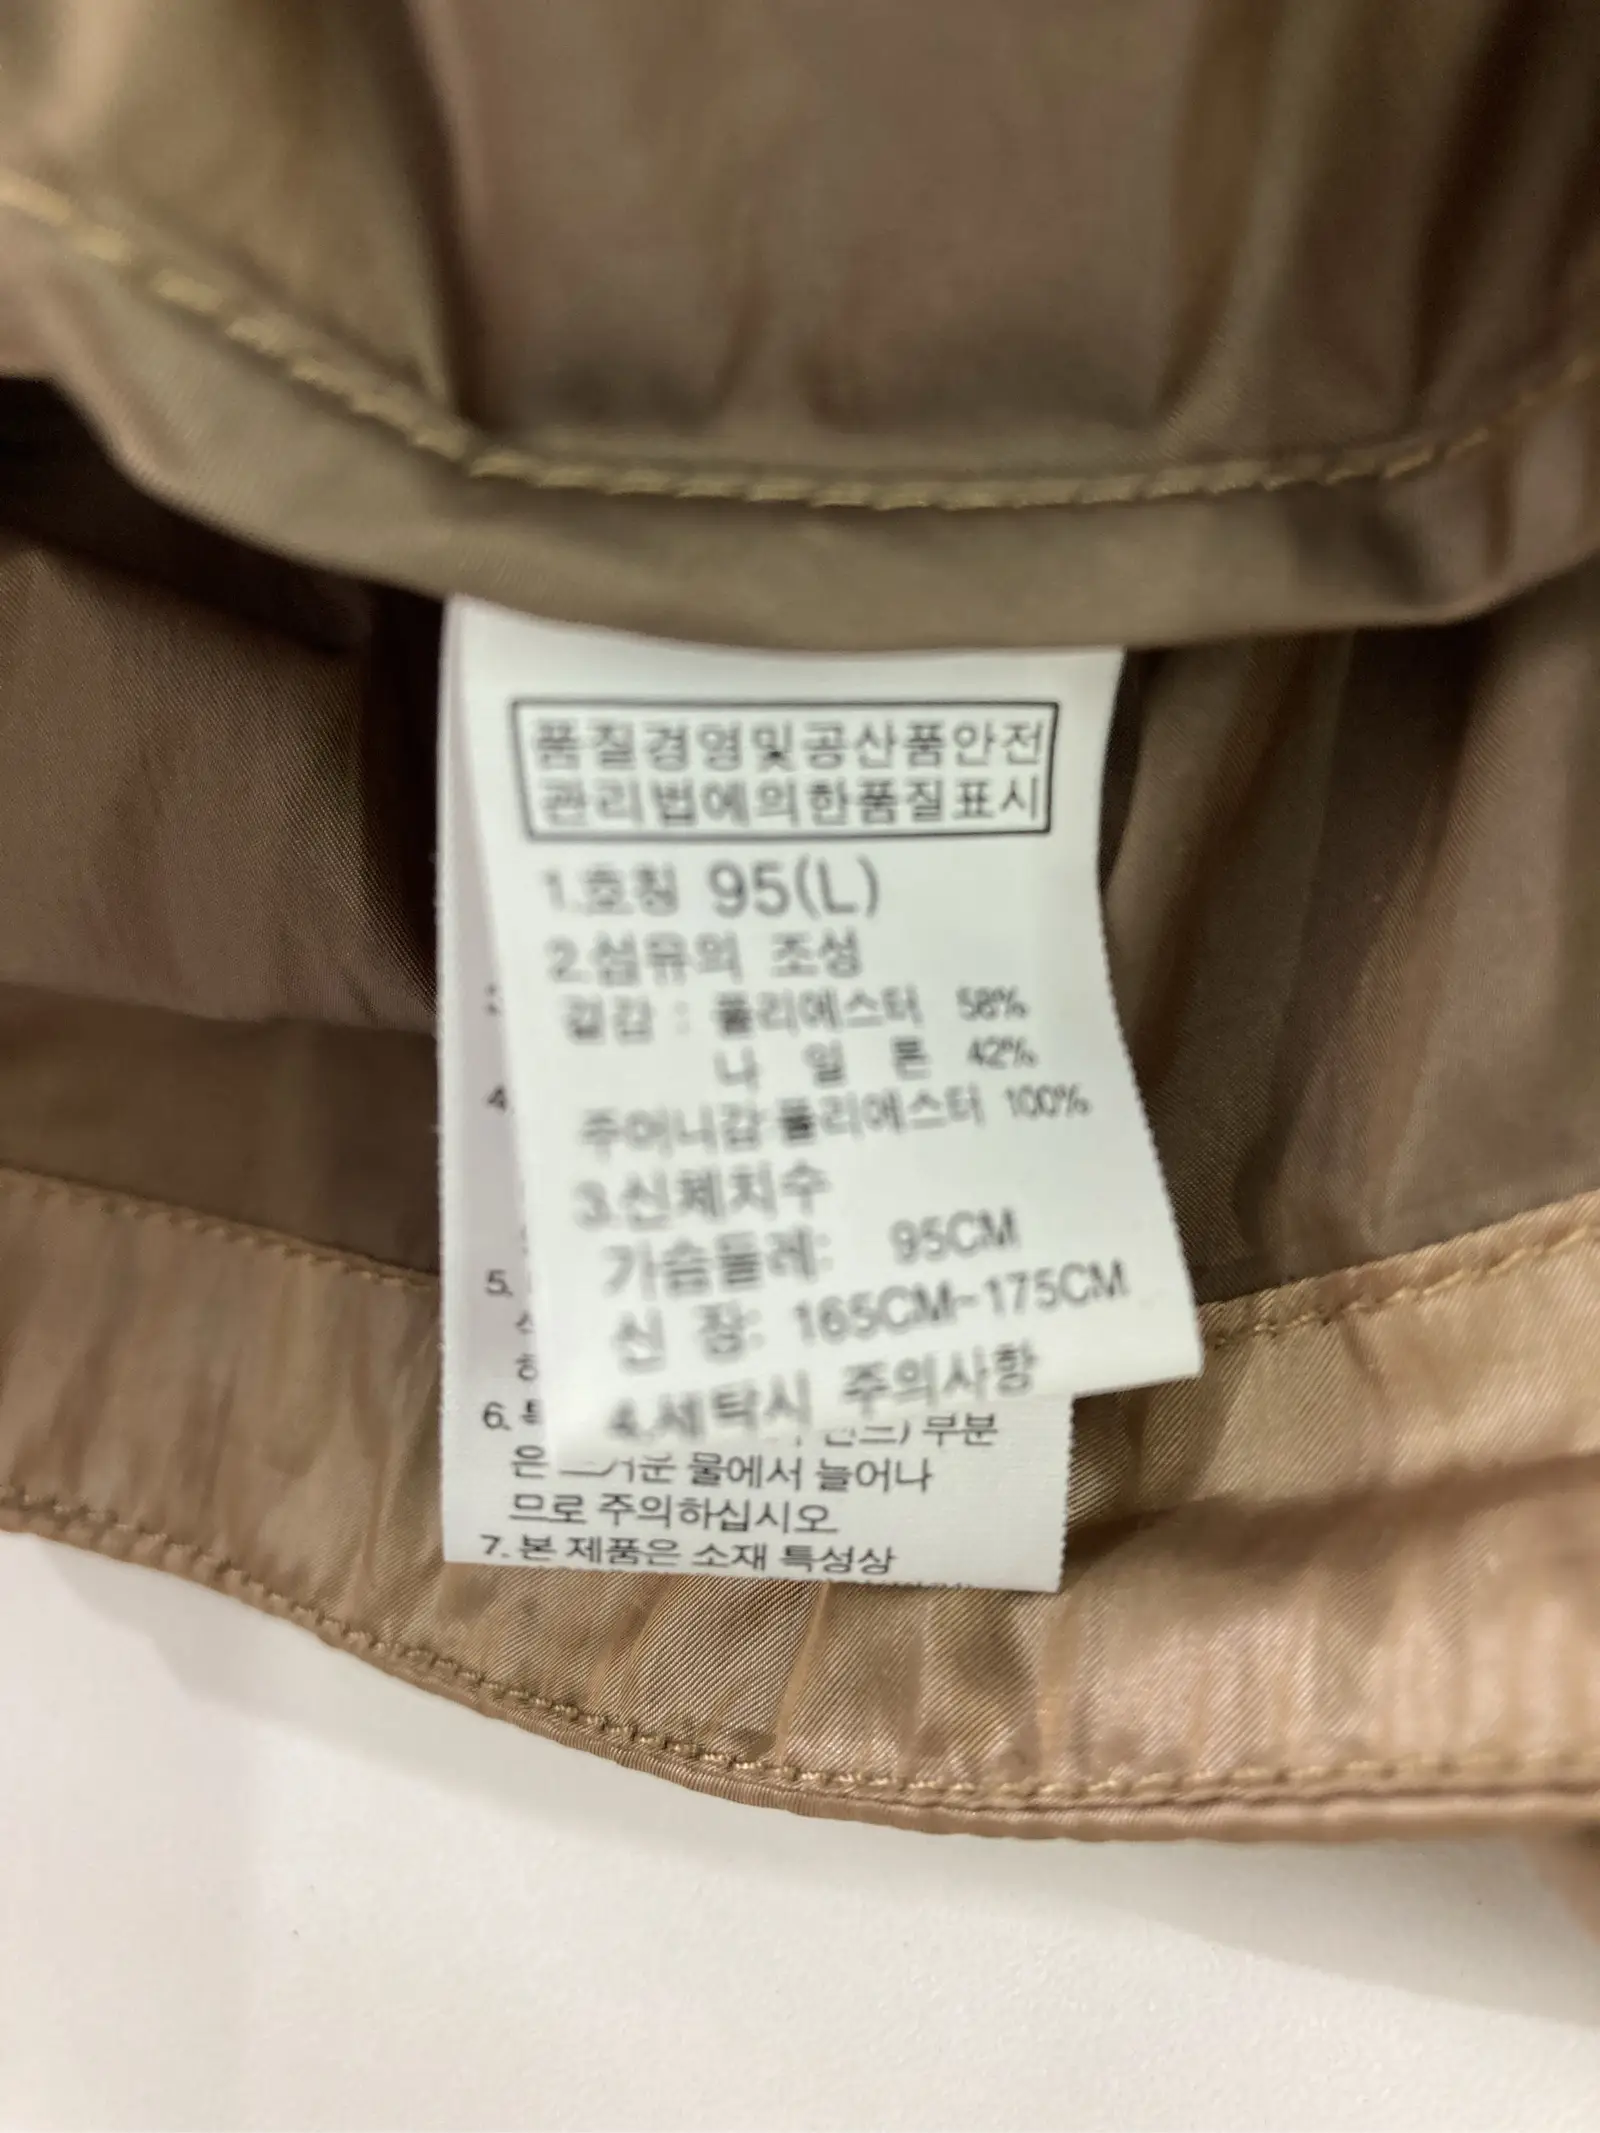 품질경영및공산품안전
관리법에의한품질표시
1.호칭 95(L)
2.섬유의 조성
겉감 : 폴리에스터 58%
나 일 론 42%
주머니감 폴리에스터 100%
3.신체치수
가슴둘레: 95CM
신 장: 165CM~175CM
4.세탁시 주의사항
4
5.
6.
부분
은 뜨거운 물에서 늘어나
므로 주의하십시오
7. 본 제품은 소재 특성상